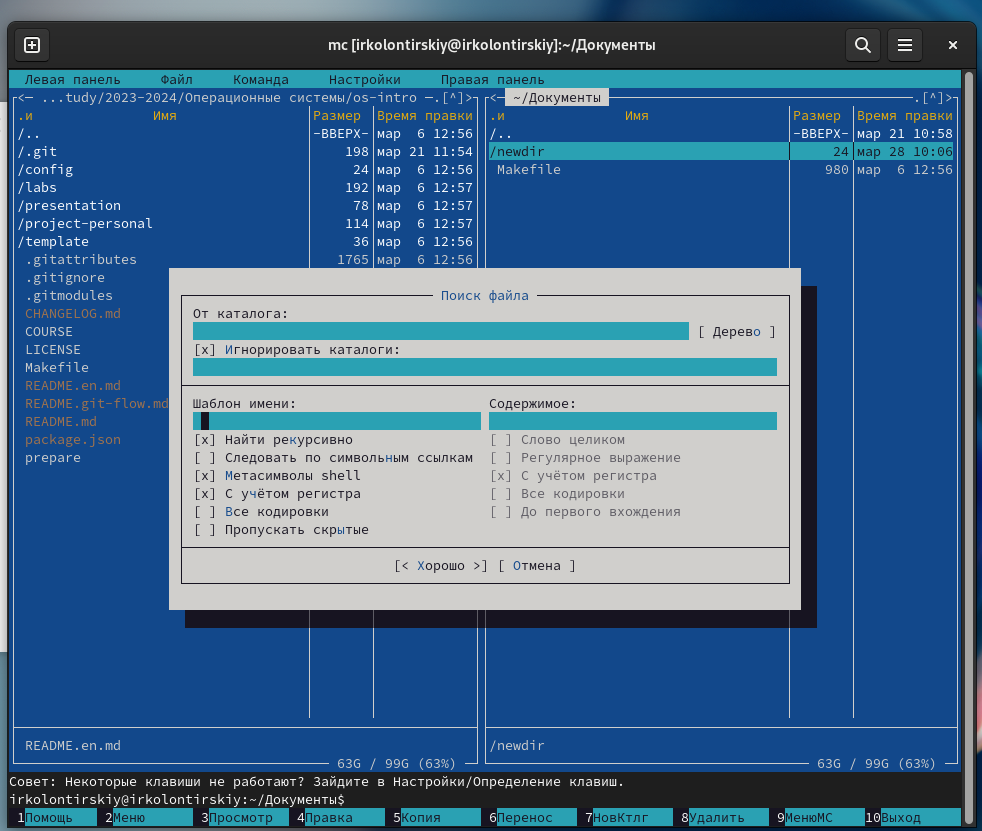 mc [irkolontirskiy@irkolontirskiy]:~/Документы
Левая панель Файл Команда Настройки Правая панель
<— ...tudy/2023-2024/Операционные системы/os-intro —.[^]> <— ~/Документы .[^]>
.и Имя Размер Время правки .и Имя Размер Время правки
/.. -ВВЕРХ- мар 6 12:56 /.. -ВВЕРХ- мар 21 10:58
/.git 198 мар 21 11:54 /newdir 24 мар 28 10:06
/config 24 мар 6 12:56 Makefile 980 мар 6 12:56
/labs 192 мар 6 12:57
/presentation 78 мар 6 12:57
/project-personal 114 мар 6 12:57
/template 36 мар 6 12:56
.gitattributes 1765 мар 6 12:56
.gitignore
.gitmodules
CHANGELOG.md
COURSE
LICENSE
Makefile
README.en.md
README.git-flow.md
README.md
package.json
prepare
Поиск файла
От каталога:
[ Дерево ]
[x] Игнорировать каталоги:
Шаблон имени: Содержимое:
[x] Найти рекурсивно [ ] Слово целиком
[ ] Следовать по символьным ссылкам [ ] Регулярное выражение
[x] Метасимволы shell [x] С учётом регистра
[x] С учётом регистра [ ] Все кодировки
[ ] Все кодировки [ ] До первого вхождения
[ ] Пропускать скрытые
[< Хорошо >] [ Отмена ]
README.en.md /newdir
63G / 99G (63%) 63G / 99G (63%)
Совет: Некоторые клавиши не работают? Зайдите в Настройки/Определение клавиш.
irkolontirskiy@irkolontirskiy:~/Документы$
1Помощь 2Меню 3Просмотр 4Правка 5Копия 6Перенос 7НовКтлг 8Удалить 9МенюMC 10Выход